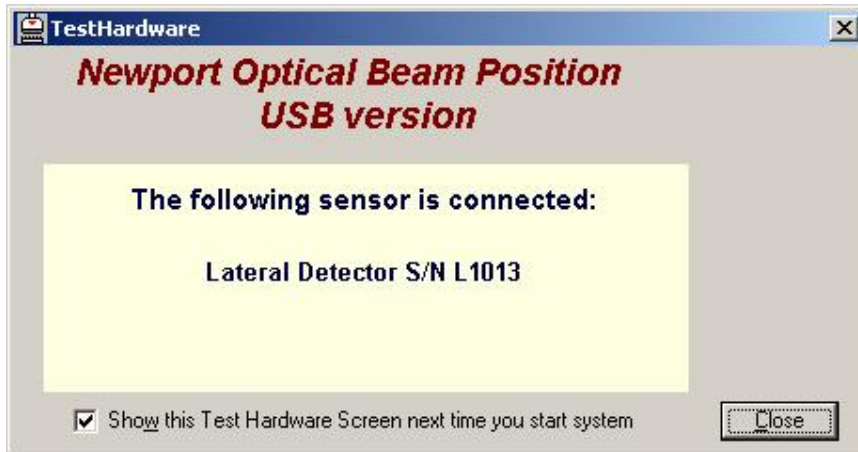 TestHardware
Newport Optical Beam Position
USB version
The following sensor is connected:
Lateral Detector S/N L1013
Show this Test Hardware Screen next time you start system
Close